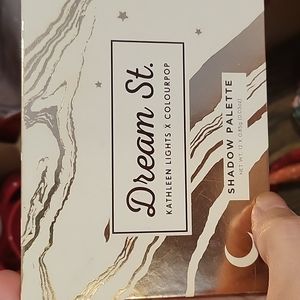 Dream St.
KATHLEEN LIGHTS X COLOURPOP
SHADOW PALETTE